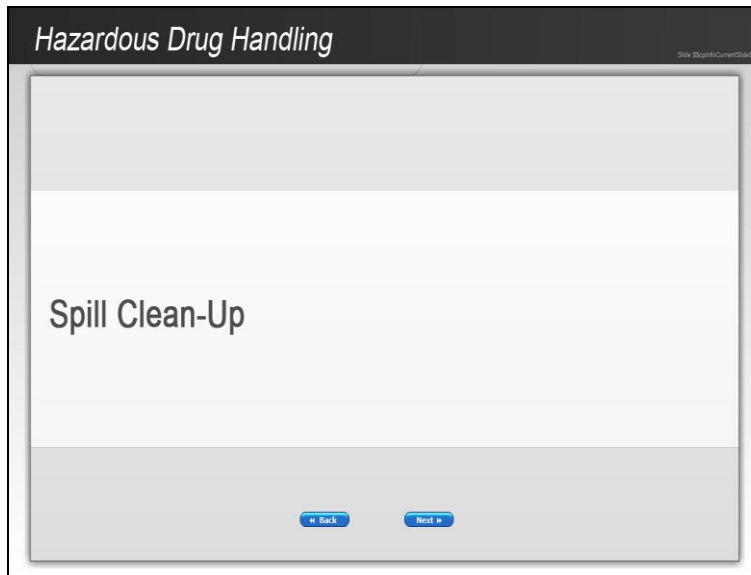 Hazardous Drug Handling
Slide $$cpInfoCurrentSlide$
Spill Clean-Up
« Back
Next »